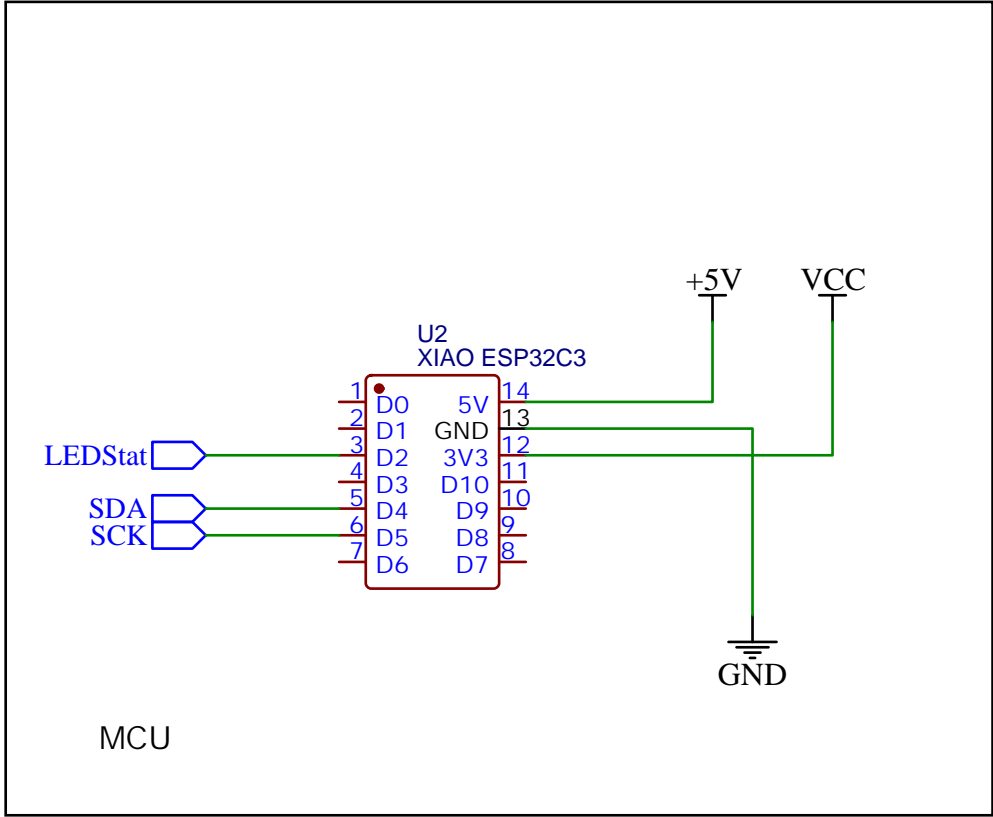 +5V VCC
U2
XIAO ESP32C3
1 D0 5V 14
2 D1 GND 13
LEDStat 3 D2 3V3 12
4 D3 D10 11
SDA 5 D4 D9 10
SCK 6 D5 D8 9
7 D6 D7 8
GND
MCU